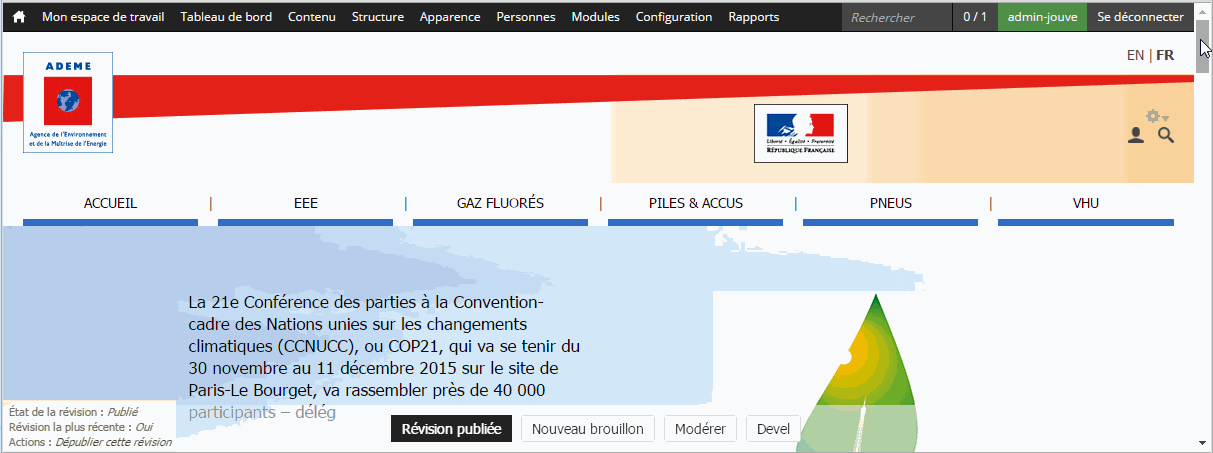 Mon espace de travail Tableau de bord Contenu Structure Apparence Personnes Modules Configuration Rapports Rechercher 0 / 1 admin-jouve Se déconnecter
EN | FR
ADEME
Agence de l'Environnement
et de la Maîtrise de l'Energie
Liberté • Égalité • Fraternité
RÉPUBLIQUE FRANÇAISE
ACCUEIL | EEE | GAZ FLUORÉS | PILES & ACCUS | PNEUS | VHU
La 21e Conférence des parties à la Convention-
cadre des Nations unies sur les changements
climatiques (CCNUCC), ou COP21, qui va se tenir du
30 novembre au 11 décembre 2015 sur le site de
Paris-Le Bourget, va rassembler près de 40 000
participants – délég
État de la révision : Publié
Révision la plus récente : Oui
Actions : Dépublier cette révision
Révision publiée Nouveau brouillon Modérer Devel